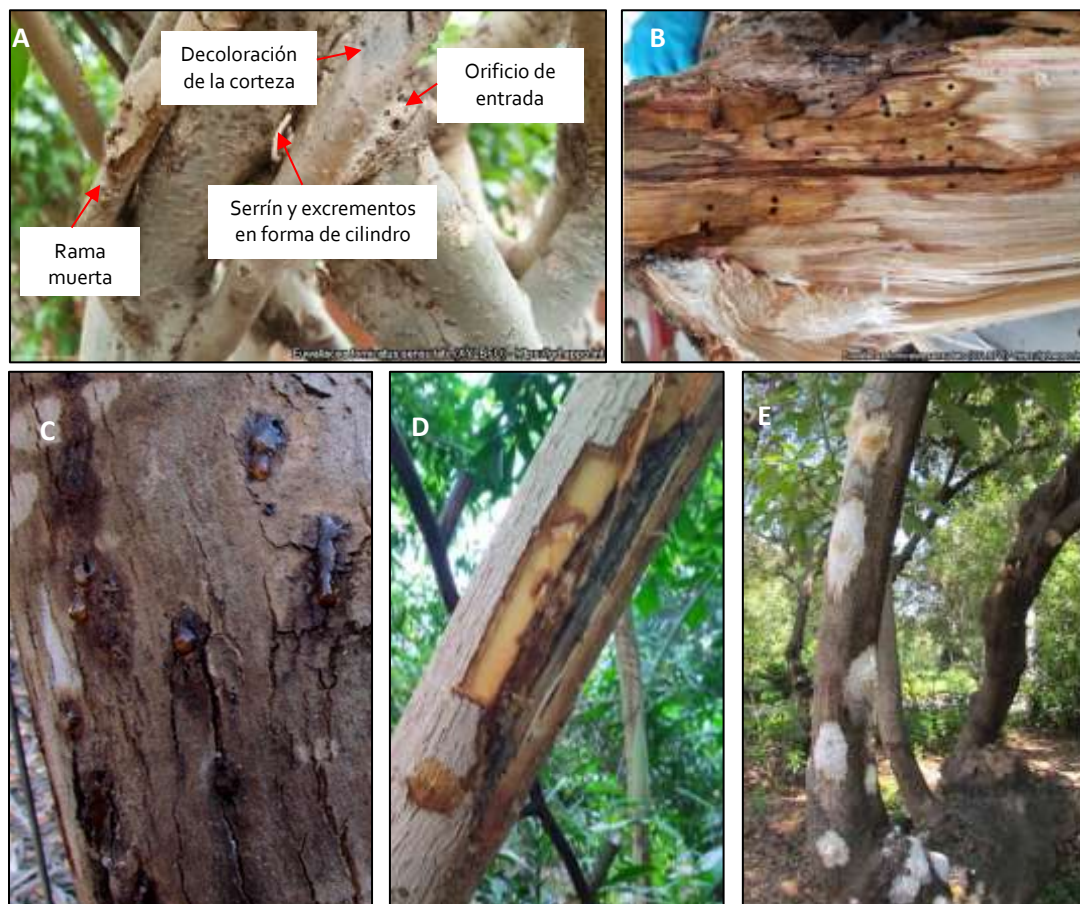 A
Decoloración
de la corteza
Orificio de
entrada
Serrín y excrementos
en forma de cilindro
Rama
muerta
B
C
D
E